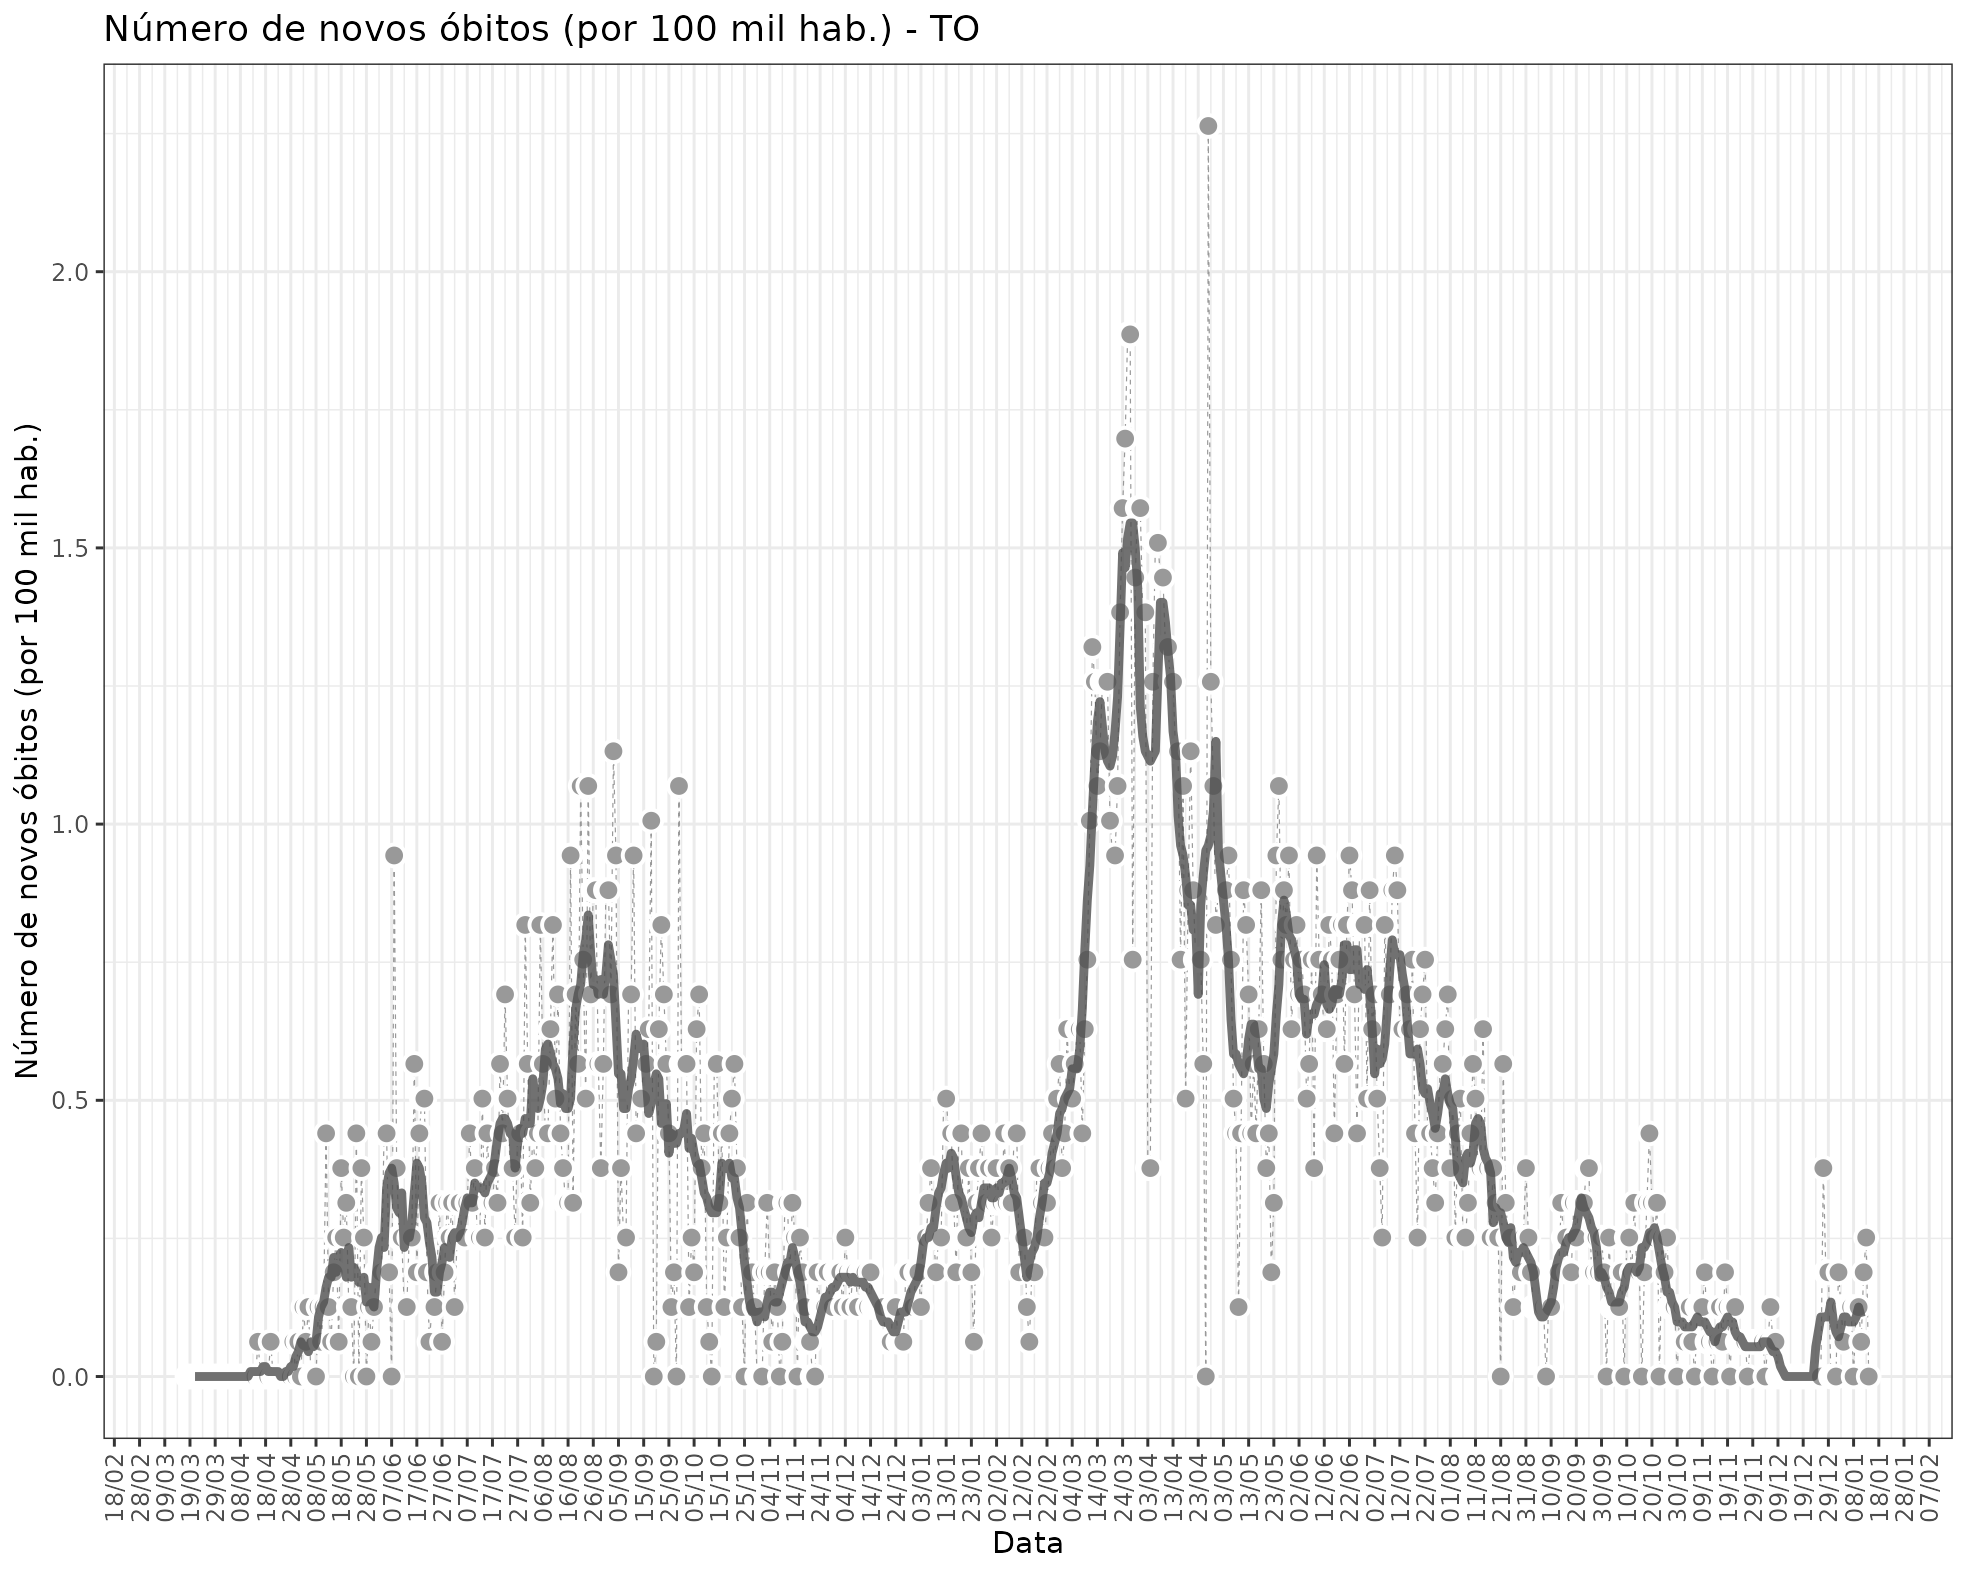 Número de novos óbitos (por 100 mil hab.) - TO
Número de novos óbitos (por 100 mil hab.)
2.0
1.5
1.0
0.5
0.0
18/02 28/02 09/03 19/03 29/03 08/04 18/04 28/04 08/05 18/05 28/05 07/06 17/06 27/06 07/07 17/07 27/07 06/08 16/08 26/08 05/09 15/09 25/09 05/10 15/10 25/10 04/11 14/11 24/11 04/12 14/12 24/12 03/01 13/01 23/01 02/02 12/02 22/02 04/03 14/03 24/03 03/04 13/04 23/04 03/05 13/05 23/05 02/06 12/06 22/06 02/07 12/07 22/07 01/08 11/08 21/08 31/08 10/09 20/09 30/09 10/10 20/10 30/10 09/11 19/11 29/11 09/12 19/12 29/12 08/01 18/01 28/01 07/02
Data